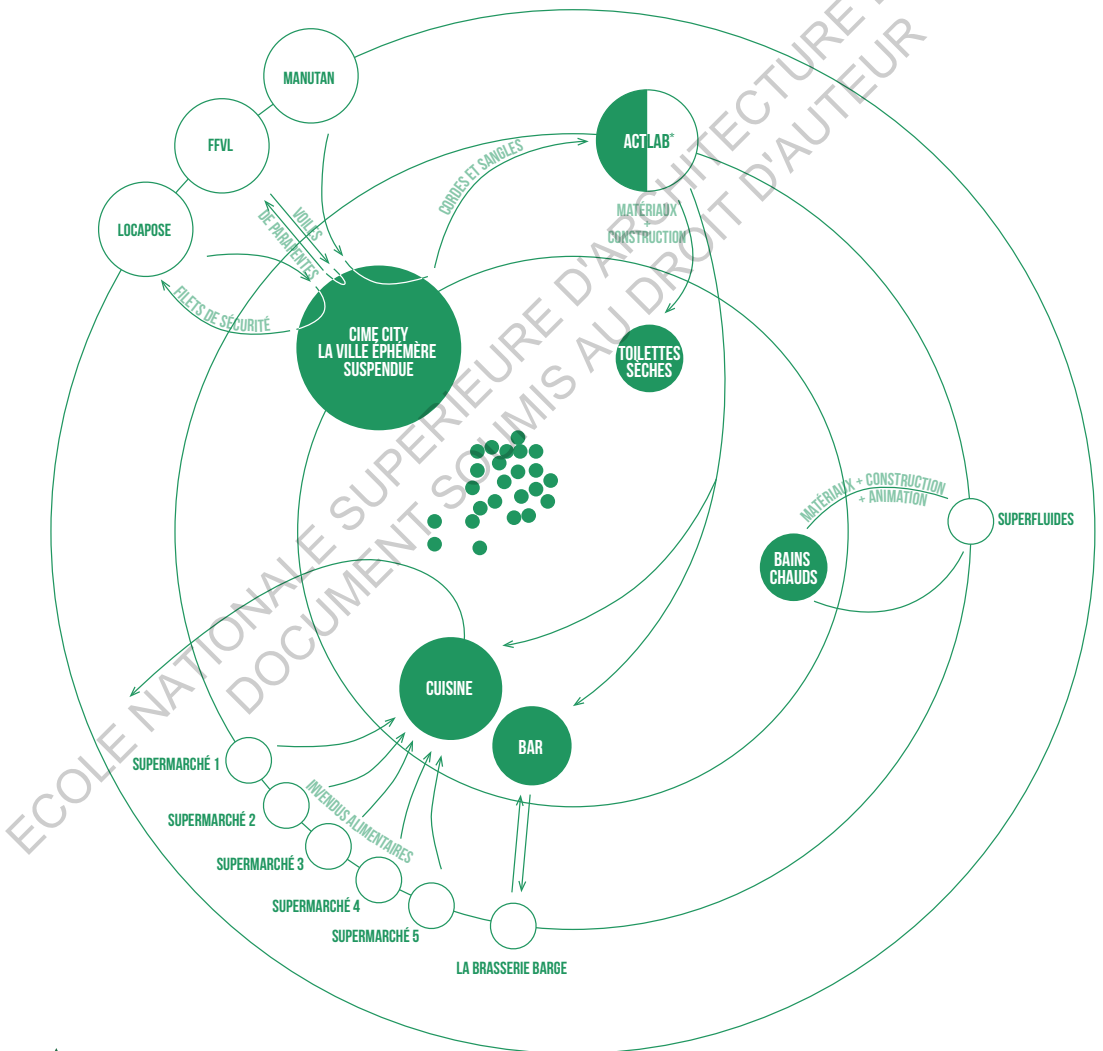 MANUTAN
FFVL
LOCAPOSE
ACTLAB*
CORDES ET SANGLES
VOILES
DE PARAPENTES
FILETS DE SÉCURITÉ
MATÉRIAUX
+
CONSTRUCTION
CIME CITY
LA VILLE ÉPHÉMÈRE
SUSPENDUE
TOILETTES
SÈCHES
MATÉRIAUX + CONSTRUCTION
+ ANIMATION
SUPERFLUIDES
BAINS
CHAUDS
CUISINE
BAR
SUPERMARCHÉ 1
SUPERMARCHÉ 2
SUPERMARCHÉ 3
SUPERMARCHÉ 4
SUPERMARCHÉ 5
INVENDUS ALIMENTAIRES
LA BRASSERIE BARGE
ECOLE NATIONALE SUPERIEURE D'ARCHITECTURE
DOCUMENT SOUMIS AU DROIT D'AUTEUR